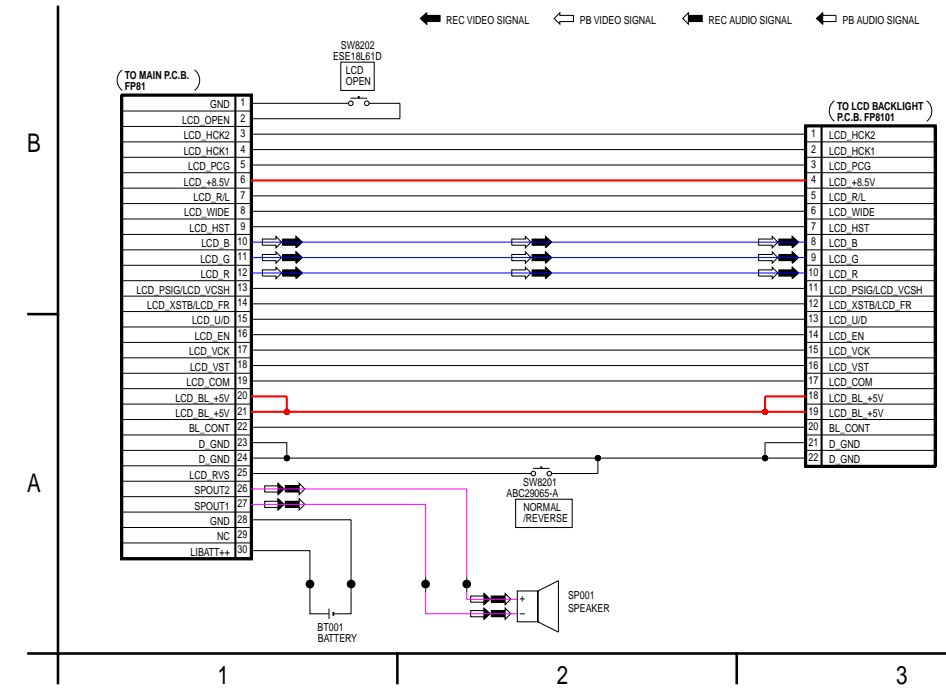 REC VIDEO SIGNAL PB VIDEO SIGNAL REC AUDIO SIGNAL PB AUDIO SIGNAL
SW8202
ESE18L61D
LCD
OPEN
TO MAIN P.C.B.
FP81
GND 1
LCD_OPEN 2
LCD_HCK2 3
LCD_HCK1 4
LCD_PCG 5
LCD_+8.5V 6
LCD_R/L 7
LCD_WIDE 8
LCD_HST 9
LCD_B 10
LCD_G 11
LCD_R 12
LCD_PSIG/LCD_VCSH 13
LCD_XSTB/LCD_FR 14
LCD_U/D 15
LCD_EN 16
LCD_VCK 17
LCD_VST 18
LCD_COM 19
LCD_BL_+5V 20
LCD_BL_+5V 21
BL_CONT 22
D_GND 23
D_GND 24
LCD_RVS 25
SPOUT2 26
SPOUT1 27
GND 28
NC 29
LIBATT++ 30
TO LCD BACKLIGHT
P.C.B. FP8101
1 LCD_HCK2
2 LCD_HCK1
3 LCD_PCG
4 LCD_+8.5V
5 LCD_R/L
6 LCD_WIDE
7 LCD_HST
8 LCD_B
9 LCD_G
10 LCD_R
11 LCD_PSIG/LCD_VCSH
12 LCD_XSTB/LCD_FR
13 LCD_U/D
14 LCD_EN
15 LCD_VCK
16 LCD_VST
17 LCD_COM
18 LCD_BL_+5V
19 LCD_BL_+5V
20 BL_CONT
21 D_GND
22 D_GND
SW8201
ABC29065-A
NORMAL
/REVERSE
+
−
SP001
SPEAKER
BT001
BATTERY
B
A
1 2 3